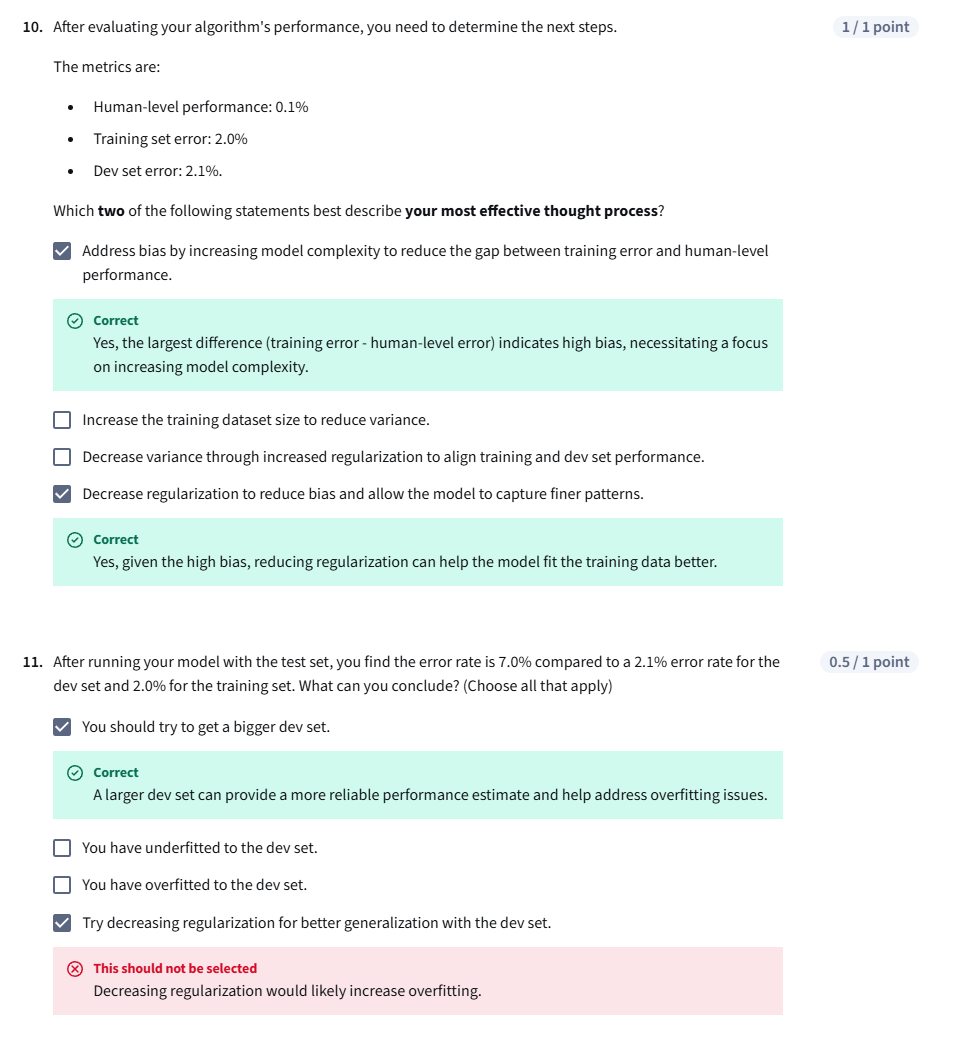 10. After evaluating your algorithm's performance, you need to determine the next steps.
1 / 1 point
The metrics are:
• Human-level performance: 0.1%
• Training set error: 2.0%
• Dev set error: 2.1%.
Which two of the following statements best describe your most effective thought process?
Address bias by increasing model complexity to reduce the gap between training error and human-level
performance.
Correct
Yes, the largest difference (training error - human-level error) indicates high bias, necessitating a focus
on increasing model complexity.
Increase the training dataset size to reduce variance.
Decrease variance through increased regularization to align training and dev set performance.
Decrease regularization to reduce bias and allow the model to capture finer patterns.
Correct
Yes, given the high bias, reducing regularization can help the model fit the training data better.
11. After running your model with the test set, you find the error rate is 7.0% compared to a 2.1% error rate for the
0.5 / 1 point
dev set and 2.0% for the training set. What can you conclude? (Choose all that apply)
You should try to get a bigger dev set.
Correct
A larger dev set can provide a more reliable performance estimate and help address overfitting issues.
You have underfitted to the dev set.
You have overfitted to the dev set.
Try decreasing regularization for better generalization with the dev set.
This should not be selected
Decreasing regularization would likely increase overfitting.